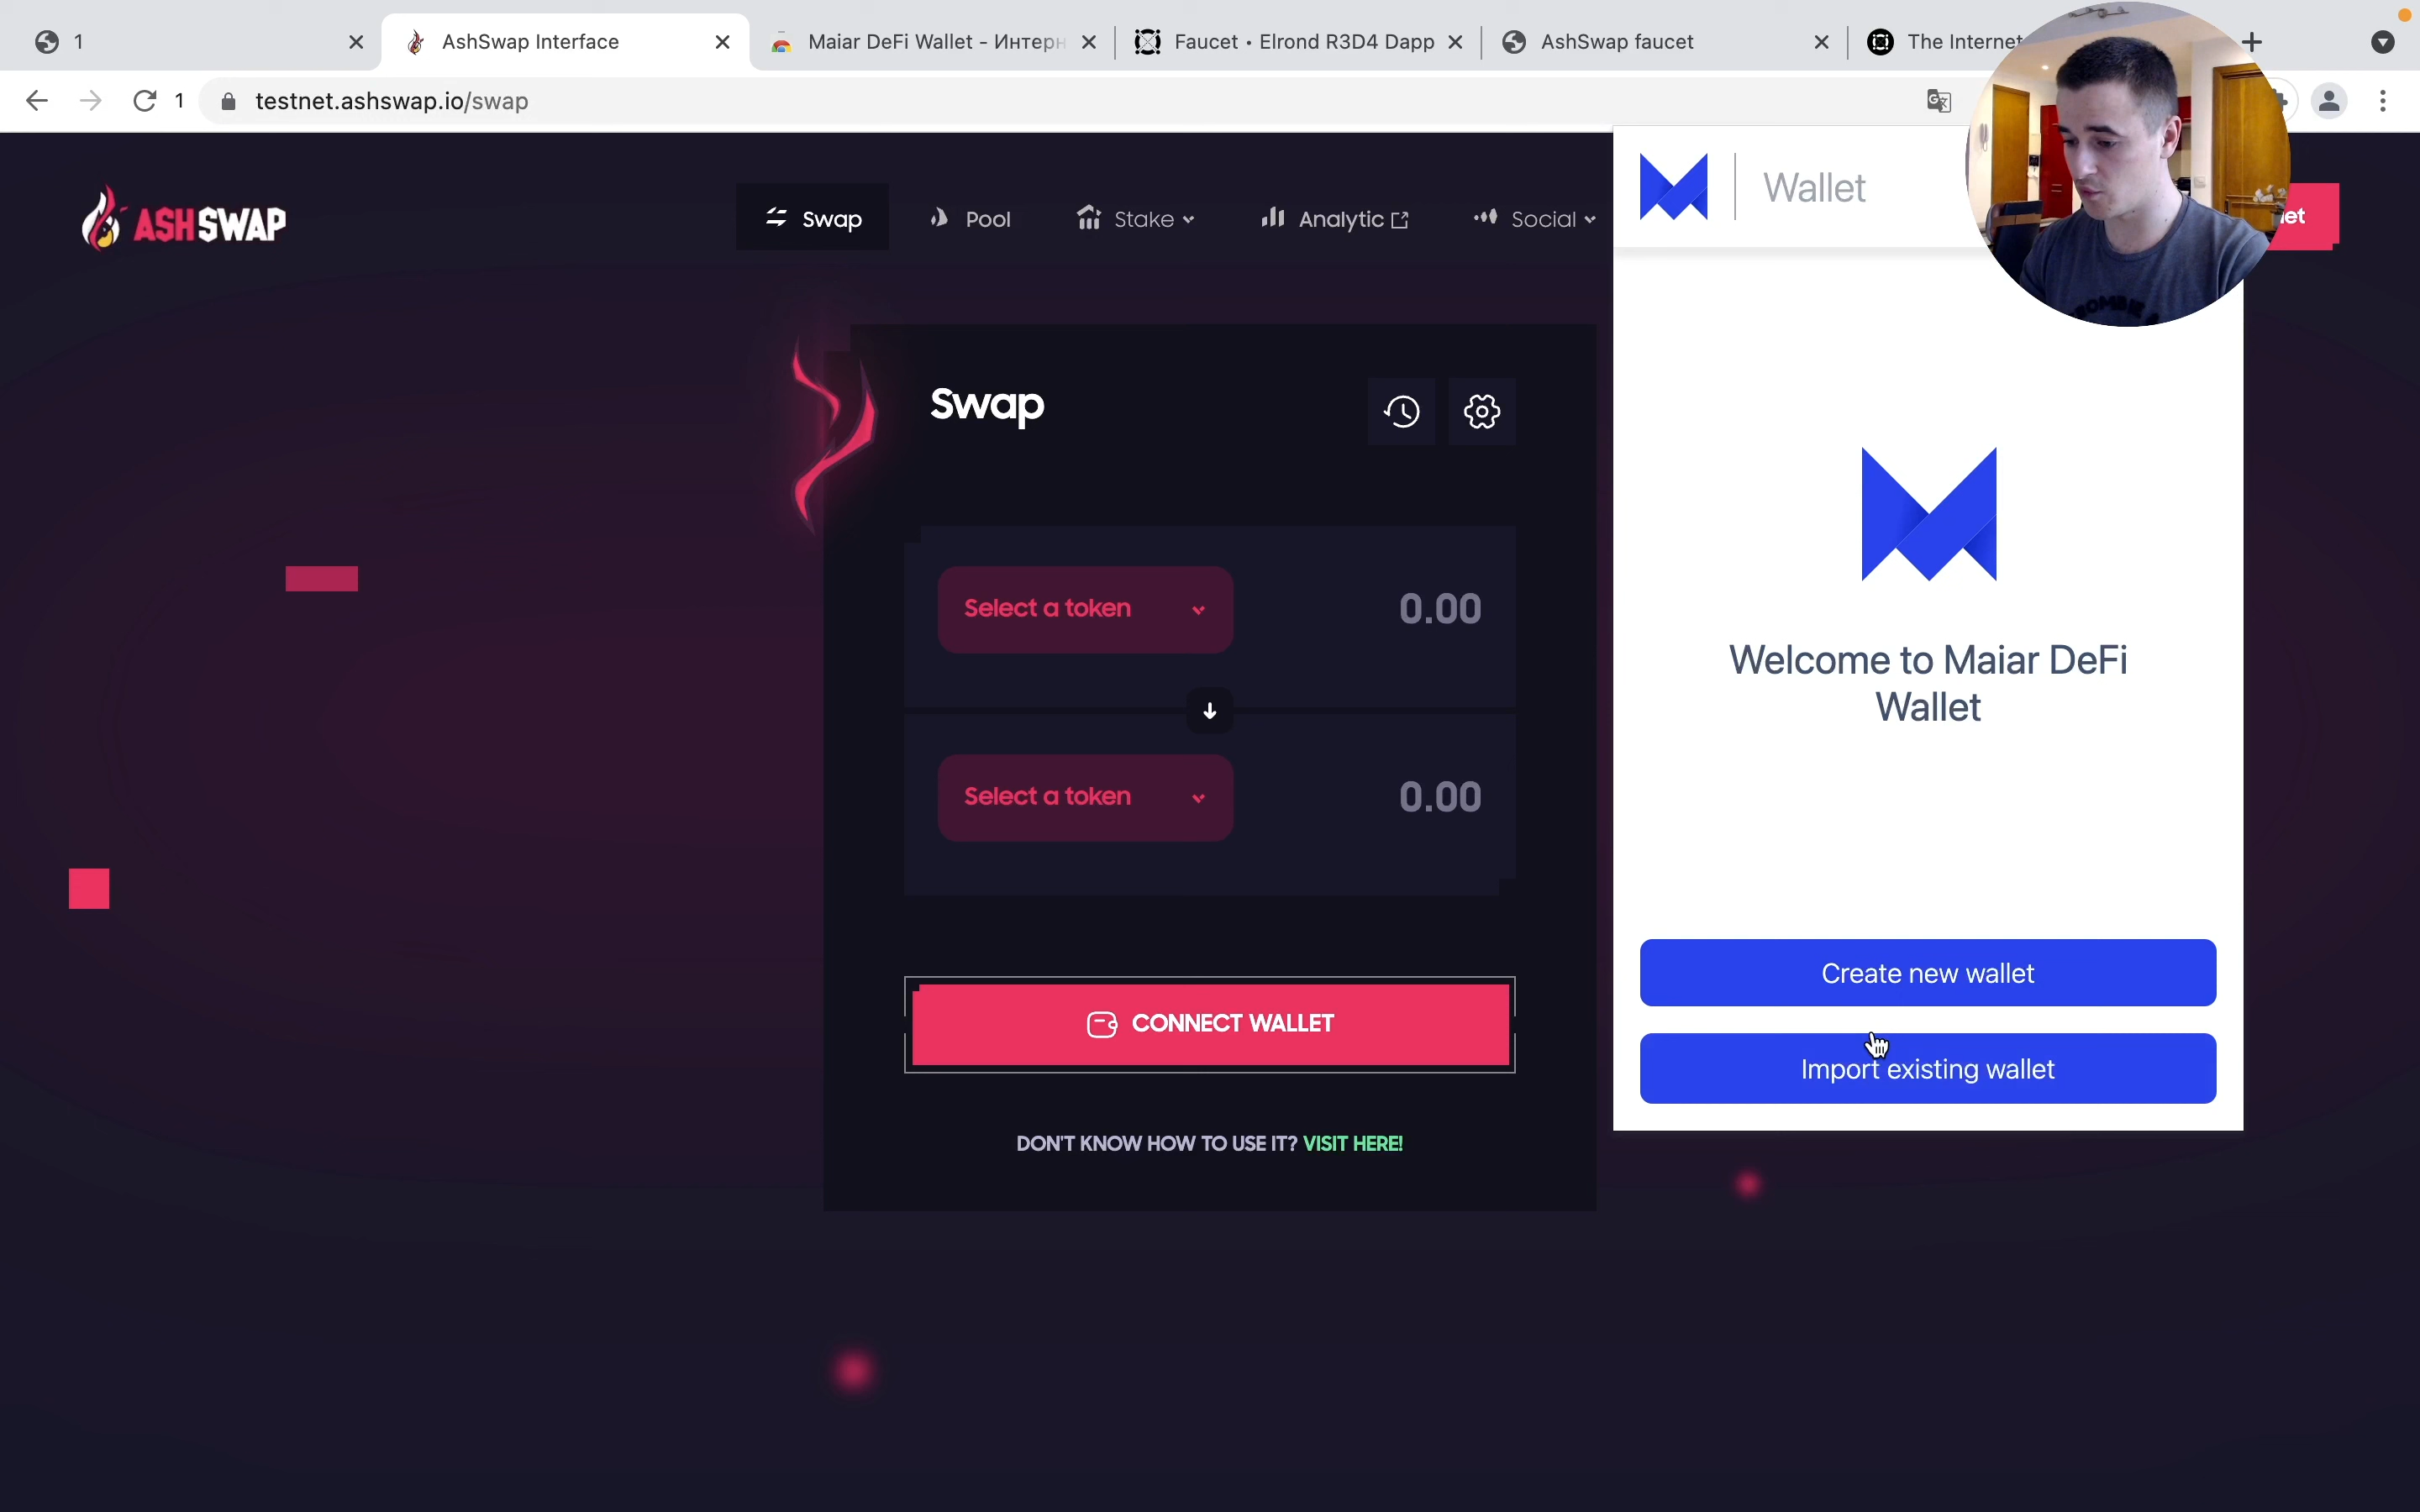 1
AshSwap Interface
Maiar DeFi Wallet - Интерн
Faucet • Elrond R3D4 Dapp
AshSwap faucet
The Internet
1
testnet.ashswap.io/swap
ASHSWAP
Swap
Pool
Stake
Analytic
Social
Wallet
Swap
Select a token
0.00
Select a token
0.00
CONNECT WALLET
DON'T KNOW HOW TO USE IT? VISIT HERE!
Welcome to Maiar DeFi
Wallet
Create new wallet
Import existing wallet